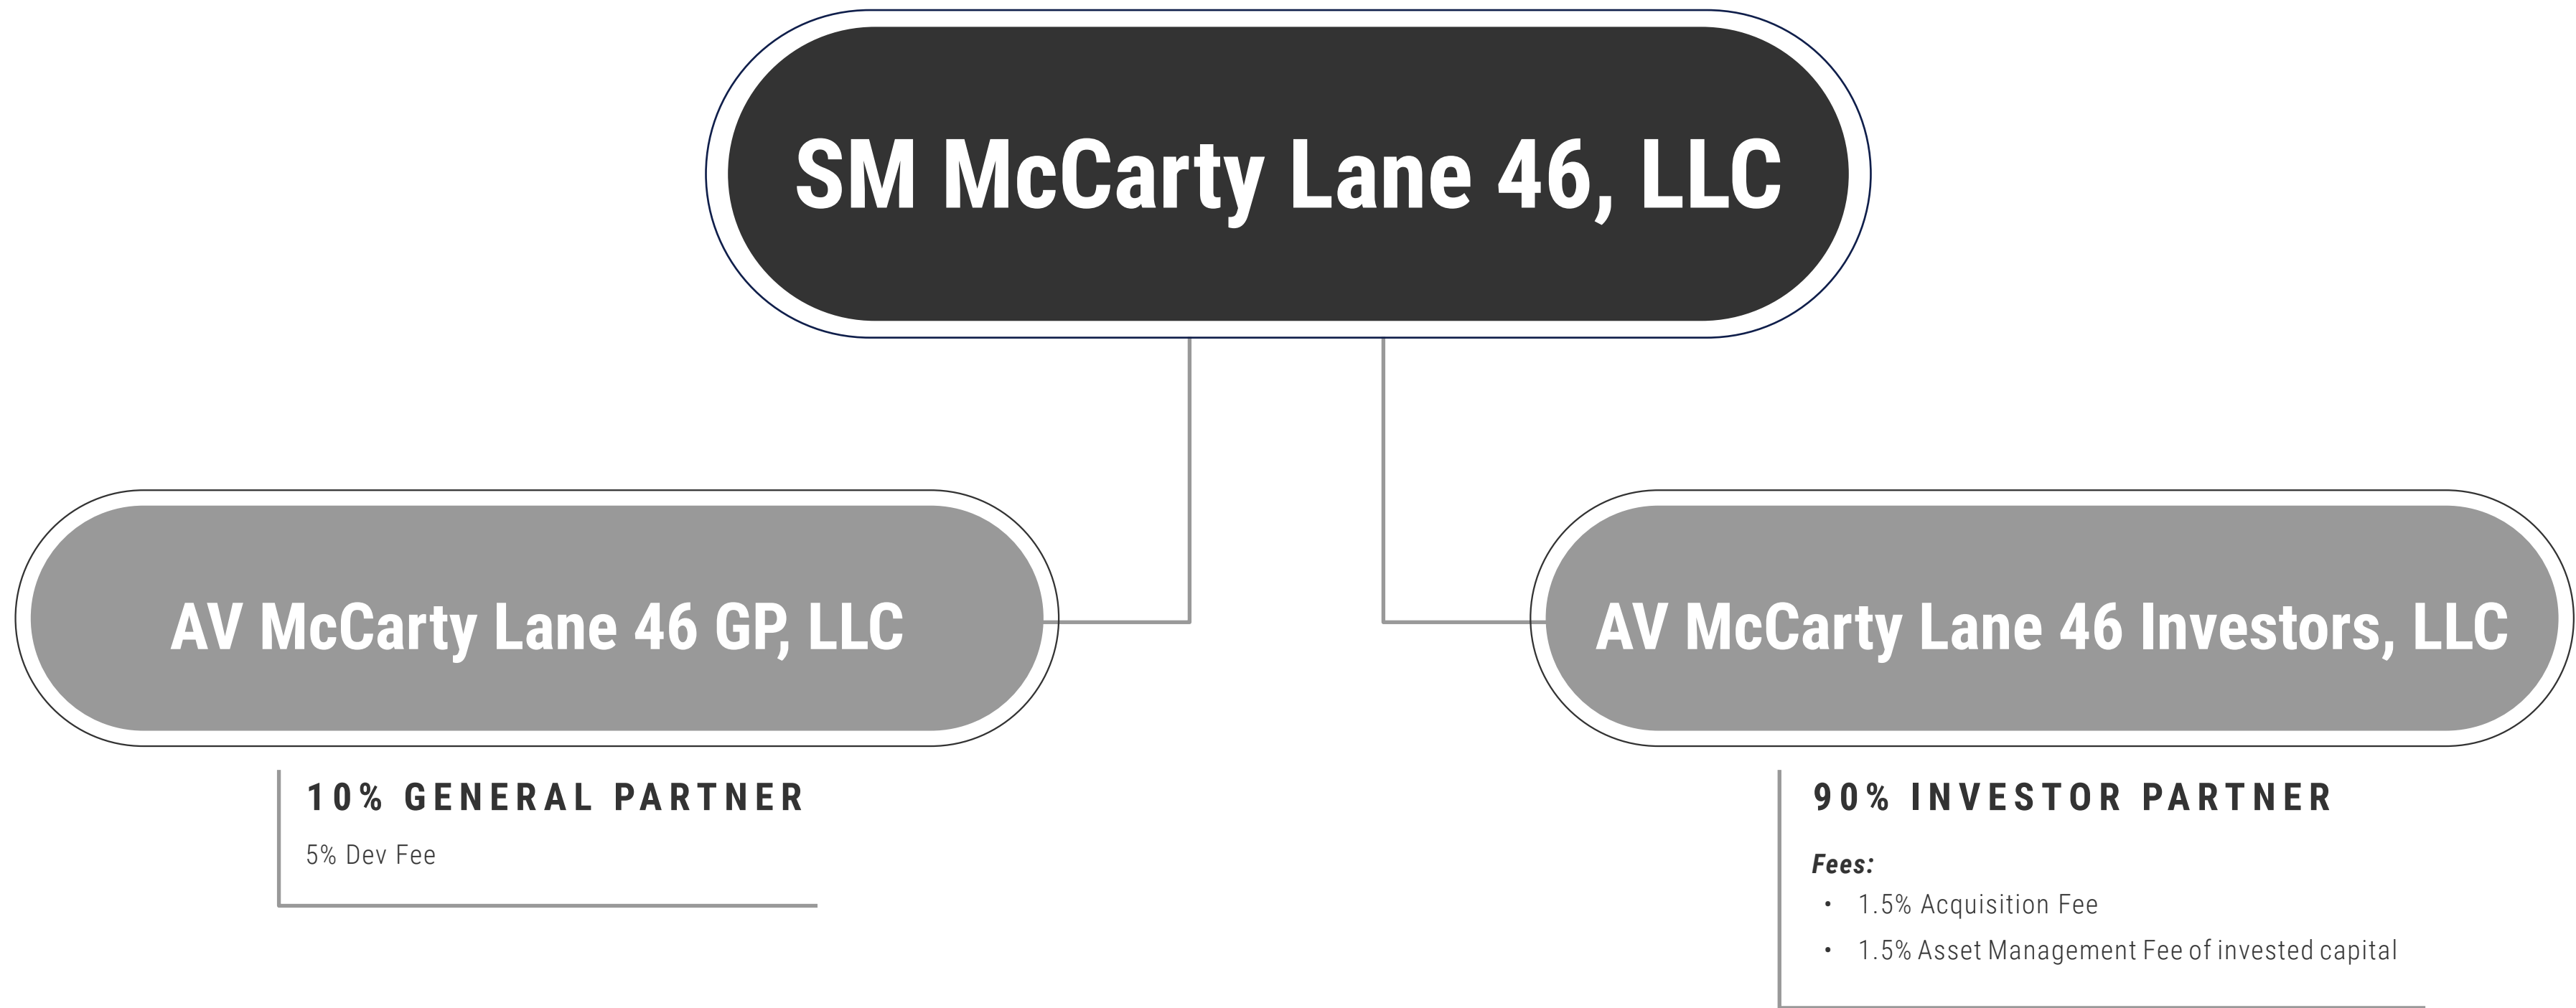 SM McCarty Lane 46, LLC
AV McCarty Lane 46 GP, LLC
AV McCarty Lane 46 Investors, LLC
10% GENERAL PARTNER
5% Dev Fee
90% INVESTOR PARTNER
Fees:
• 1.5% Acquisition Fee
• 1.5% Asset Management Fee of invested capital